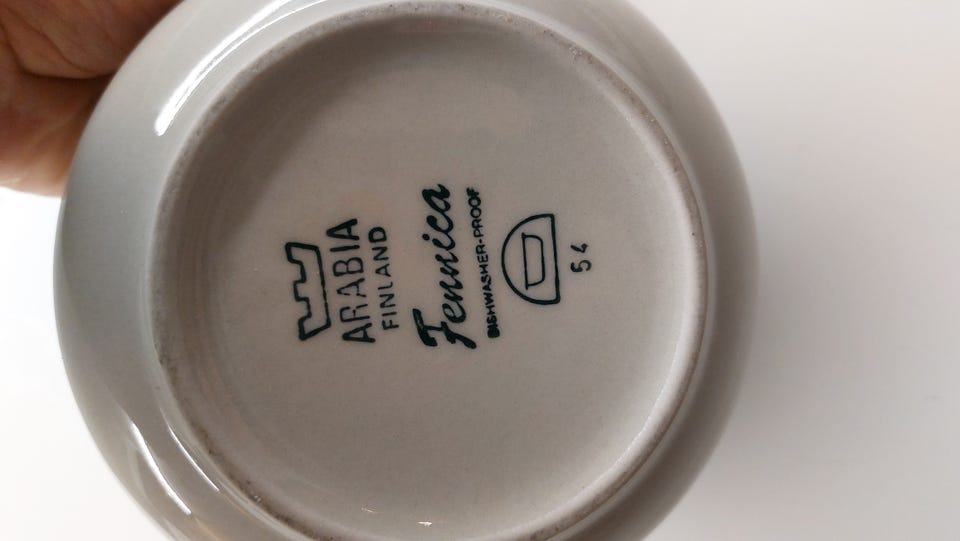 ARABIA
FINLAND
Fennica
DISHWASHER-PROOF
54